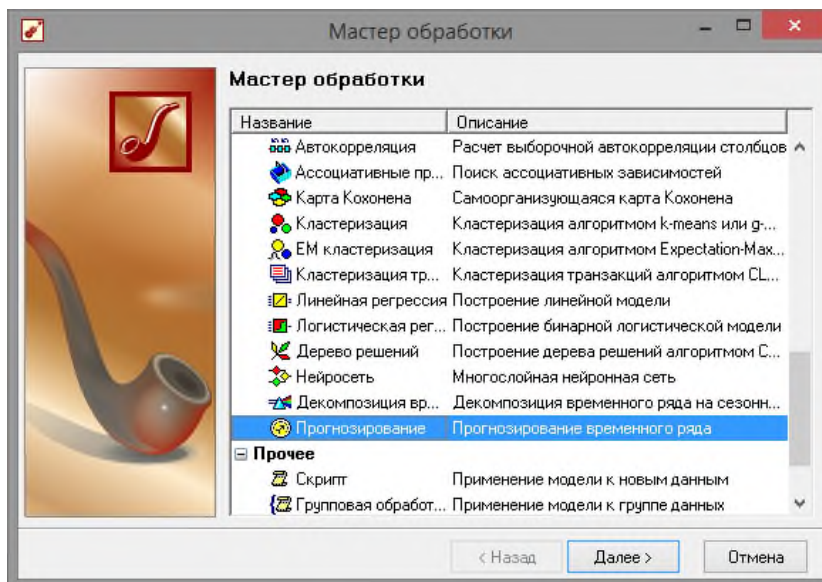 Мастер обработки
Мастер обработки
Название Описание
Автокорреляция Расчет выборочной автокорреляции столбцов
Ассоциативные пр... Поиск ассоциативных зависимостей
Карта Кохонена Самоорганизующаяся карта Кохонена
Кластеризация Кластеризация алгоритмом k-means или g-...
EM кластеризация Кластеризация алгоритмом Expectation-Max...
Кластеризация тр... Кластеризация транзакций алгоритмом CL...
Линейная регрессия Построение линейной модели
Логистическая рег... Построение бинарной логистической модели
Дерево решений Построение дерева решений алгоритмом C...
Нейросеть Многослойная нейронная сеть
Декомпозиция вр... Декомпозиция временного ряда на сезонн...
Прогнозирование Прогнозирование временного ряда
Прочее
Скрипт Применение модели к новым данным
Групповая обработ... Применение модели к группе данных
< Назад Далее > Отмена